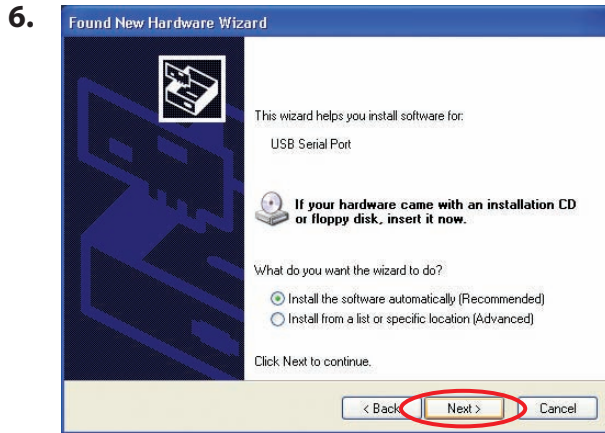 6.
Found New Hardware Wizard
This wizard helps you install software for:
USB Serial Port
If your hardware came with an installation CD
or floppy disk, insert it now.
What do you want the wizard to do?
Install the software automatically (Recommended)
Install from a list or specific location (Advanced)
Click Next to continue.
< Back Next > Cancel